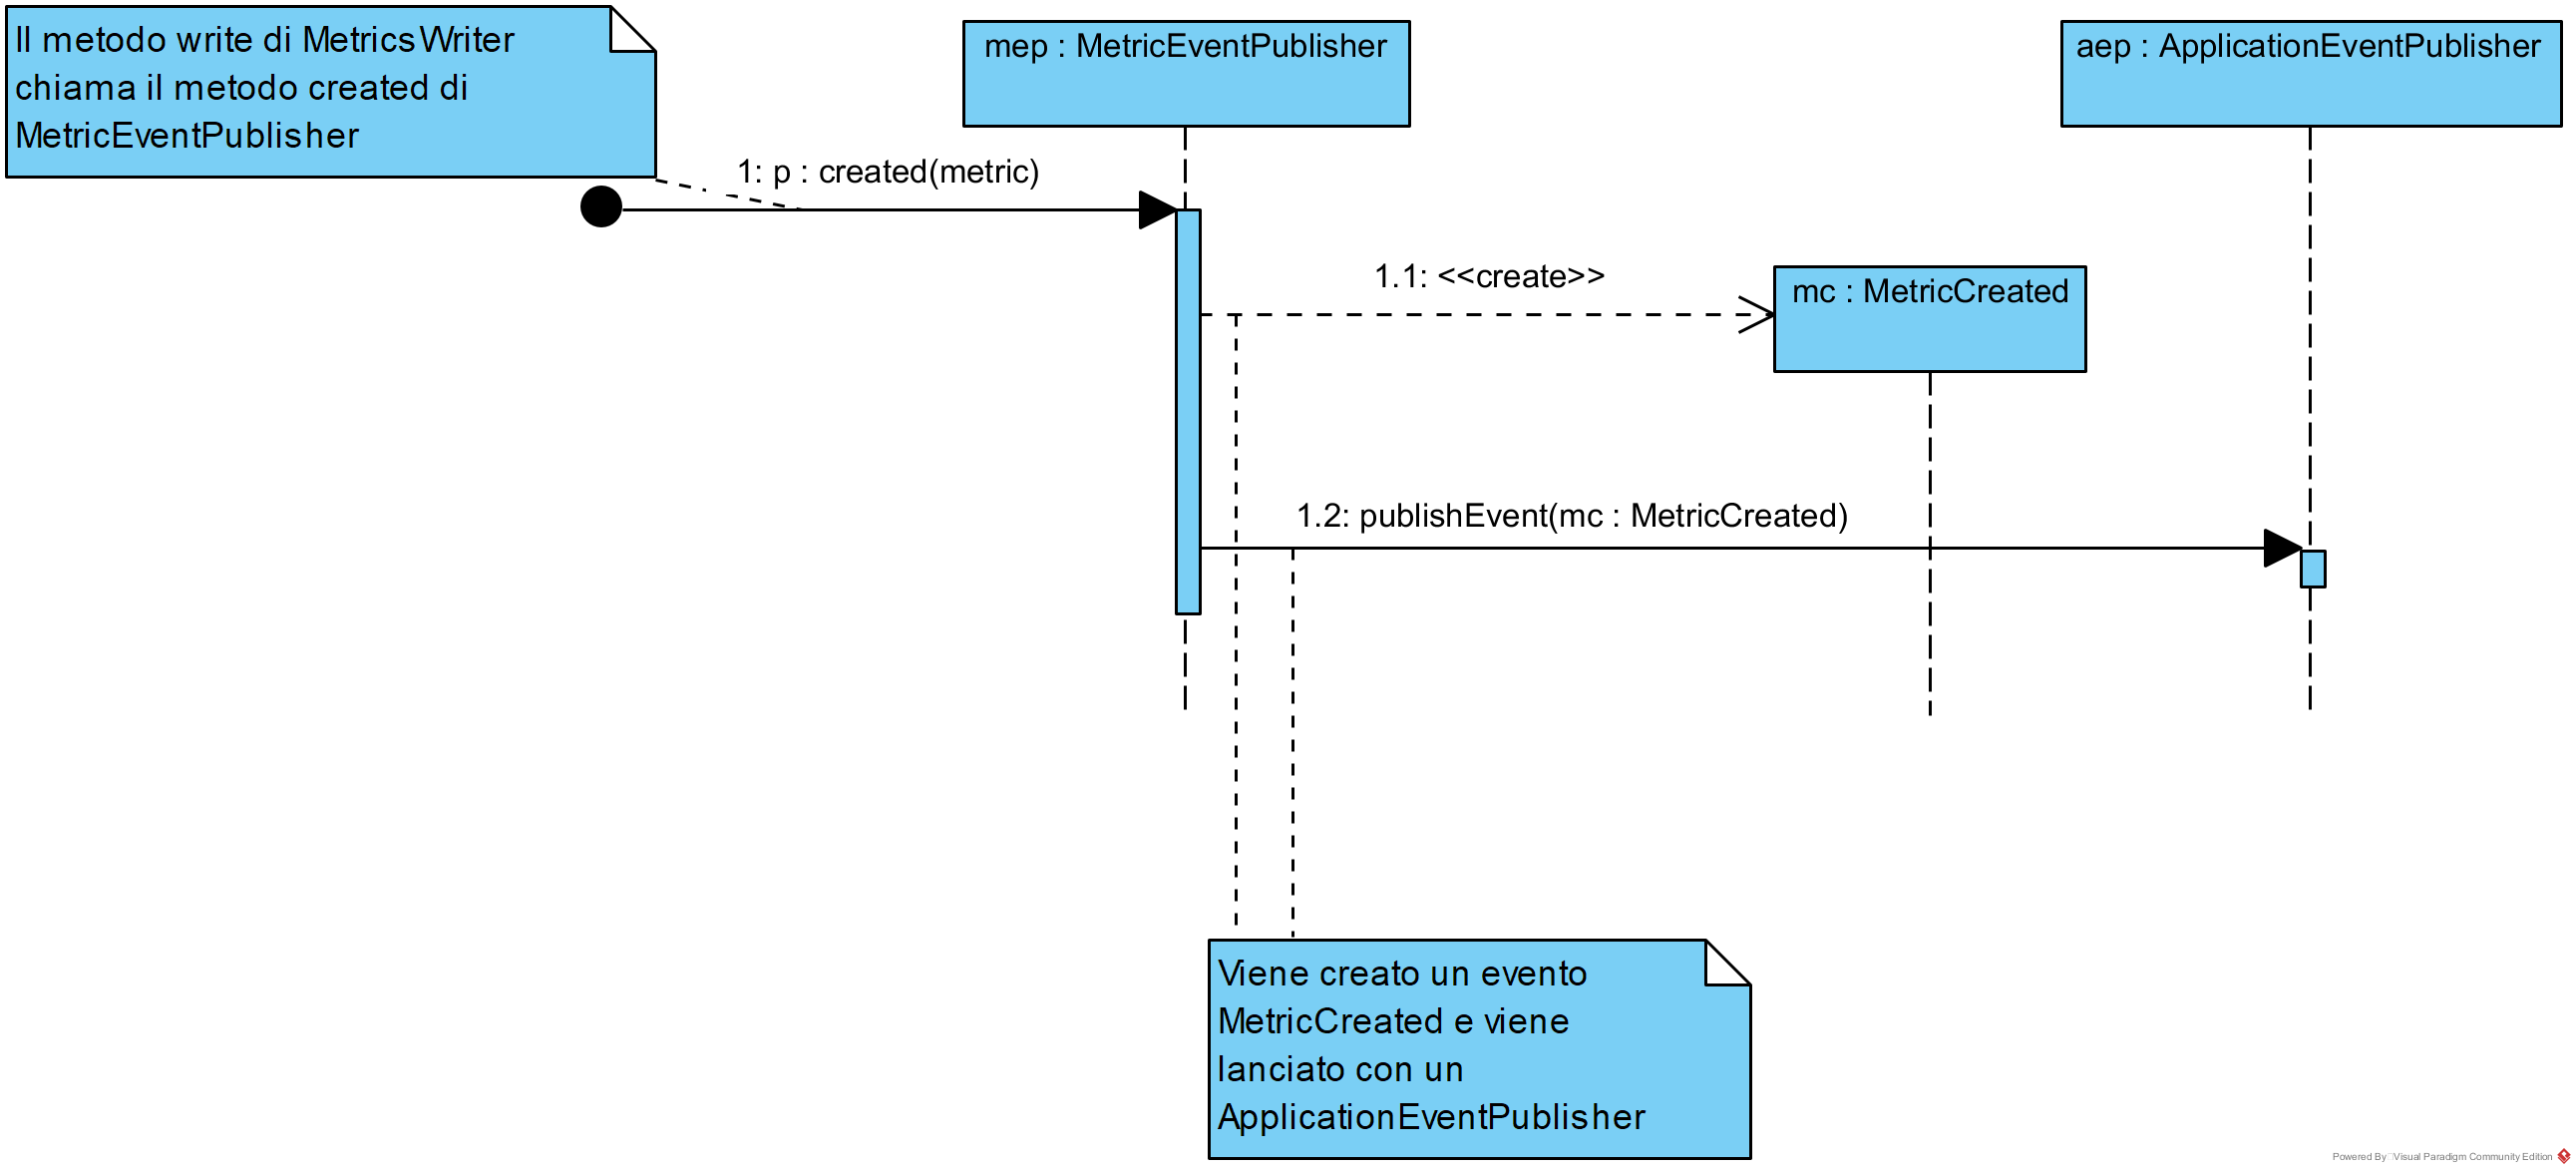 Il metodo write di MetricsWriter
chiama il metodo created di
MetricEventPublisher
mep : MetricEventPublisher
aep : ApplicationEventPublisher
1: p : created(metric)
1.1: <<create>>
mc : MetricCreated
1.2: publishEvent(mc : MetricCreated)
Viene creato un evento
MetricCreated e viene
lanciato con un
ApplicationEventPublisher
Powered By Visual Paradigm Community Edition